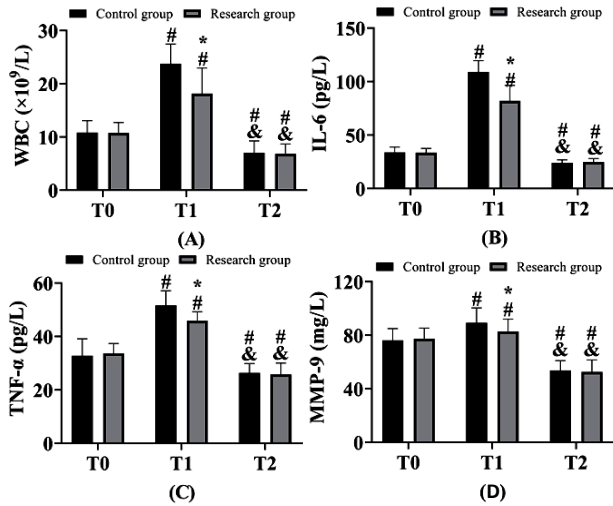 Control group Research group
WBC (×10⁹/L)
30
20
10
0
# * #
# & # &
T0 T1 T2
(A)
Control group Research group
IL-6 (pg/L)
150
100
50
0
# * #
# & # &
T0 T1 T2
(B)
Control group Research group
TNF-α (pg/L)
60
40
20
0
# * #
# & # &
T0 T1 T2
(C)
Control group Research group
MMP-9 (mg/L)
120
80
40
0
# * #
# & # &
T0 T1 T2
(D)